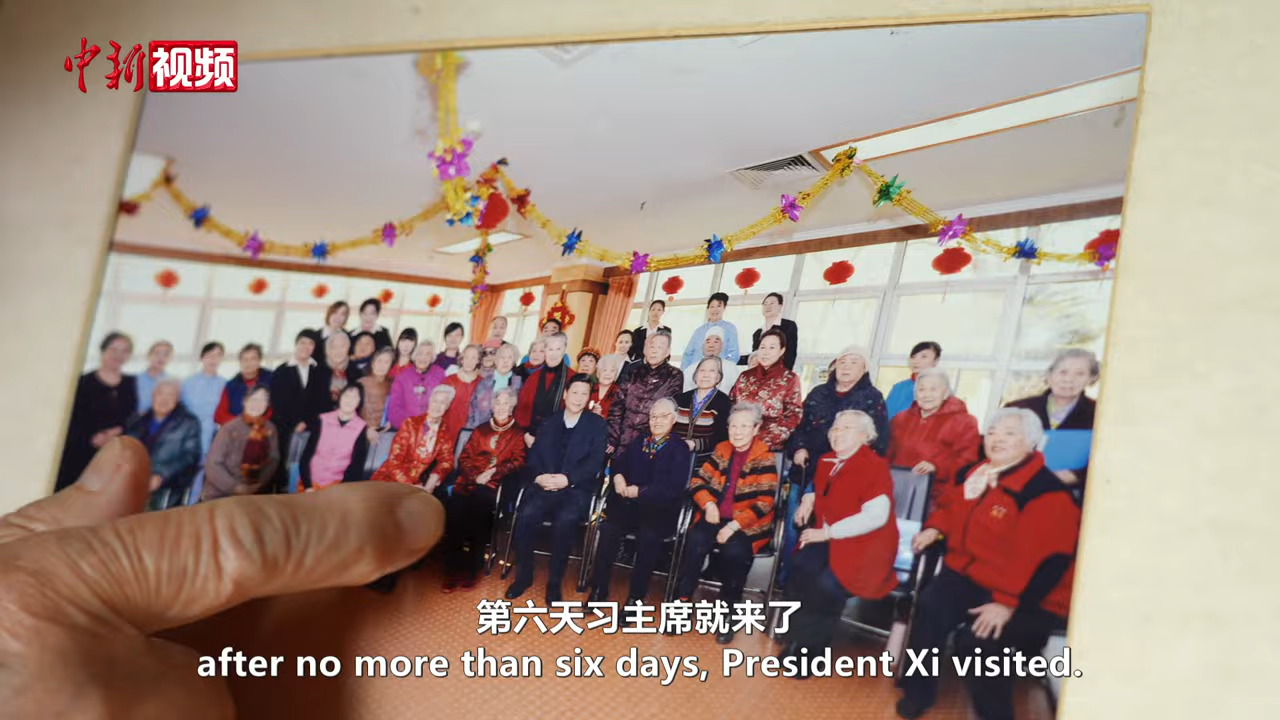 中新视频
第六天习主席就来了
after no more than six days, President Xi visited.